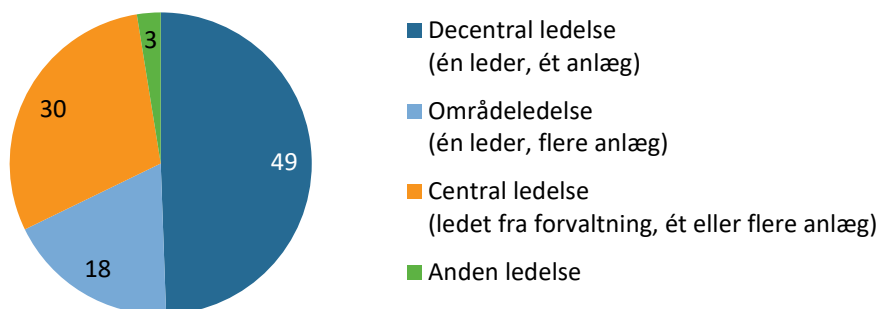 3
30
49
18
Decentral ledelse
(én leder, ét anlæg)
Områdeledelse
(én leder, flere anlæg)
Central ledelse
(ledet fra forvaltning, ét eller flere anlæg)
Anden ledelse